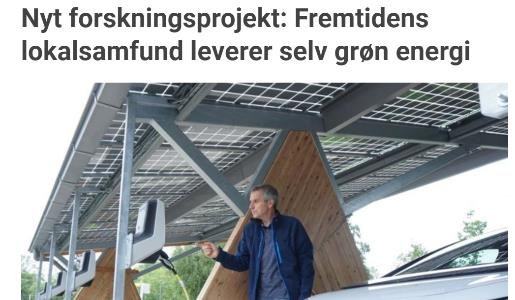 Nyt forskningsprojekt: Fremtidens
lokalsamfund leverer selv grøn energi